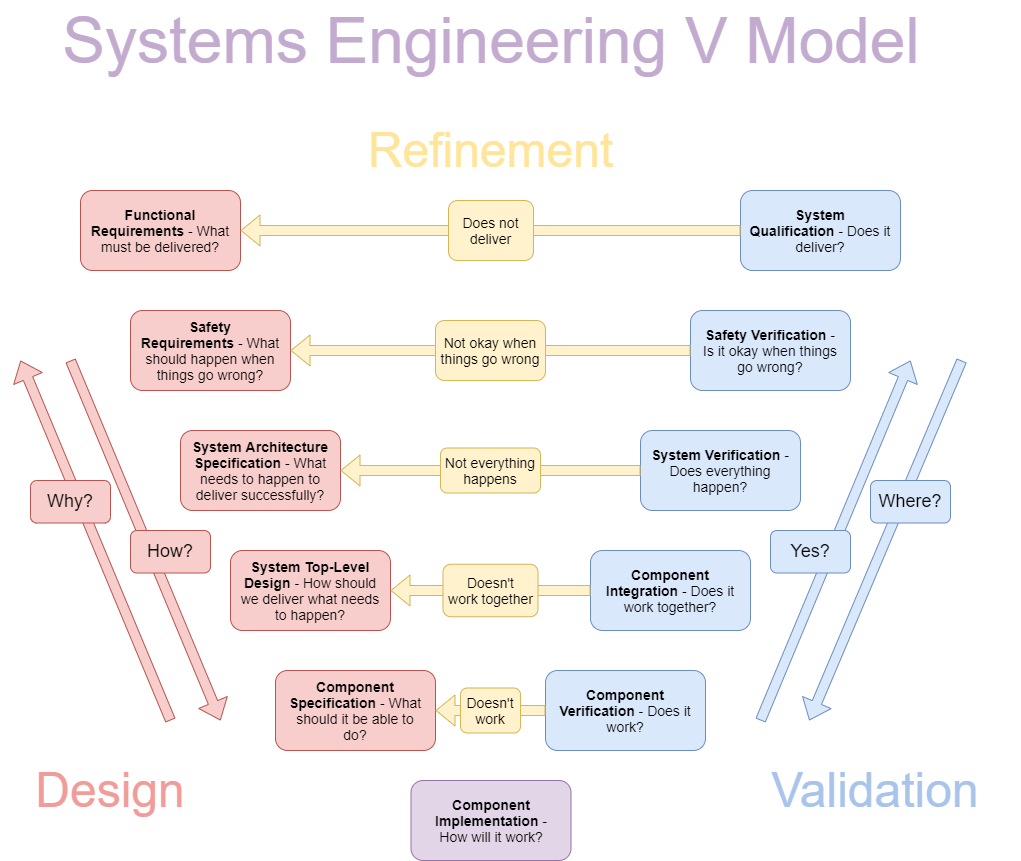 Systems Engineering V Model
Refinement
Functional
Requirements - What
must be delivered?
Does not
deliver
System
Qualification - Does it
deliver?
Safety
Requirements - What
should happen when
things go wrong?
Not okay when
things go wrong
Safety Verification -
Is it okay when things
go wrong?
System Architecture
Specification - What
needs to happen to
deliver successfully?
Not everything
happens
System Verification -
Does everything
happen?
Why?
How?
Where?
Yes?
System Top-Level
Design - How should
we deliver what needs
to happen?
Doesn't
work together
Component
Integration - Does it
work together?
Component
Specification - What
should it be able to
do?
Doesn't
work
Component
Verification - Does it
work?
Design
Validation
Component
Implementation -
How will it work?